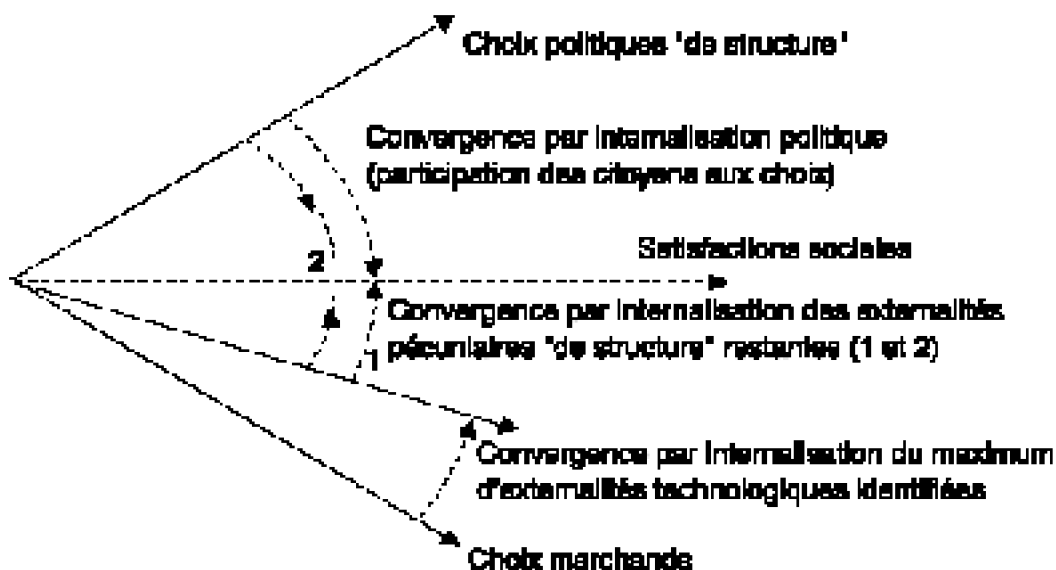 Choix politiques "de structure"
Convergence par internalisation politique
(participation des citoyens aux choix)
Satisfactions sociales
2
Convergence par internalisation des externalités
pécuniaires "de structure" restantes (1 et 2)
1
Convergence par internalisation du maximum
d'externalités technologiques identifiées
Choix marchands